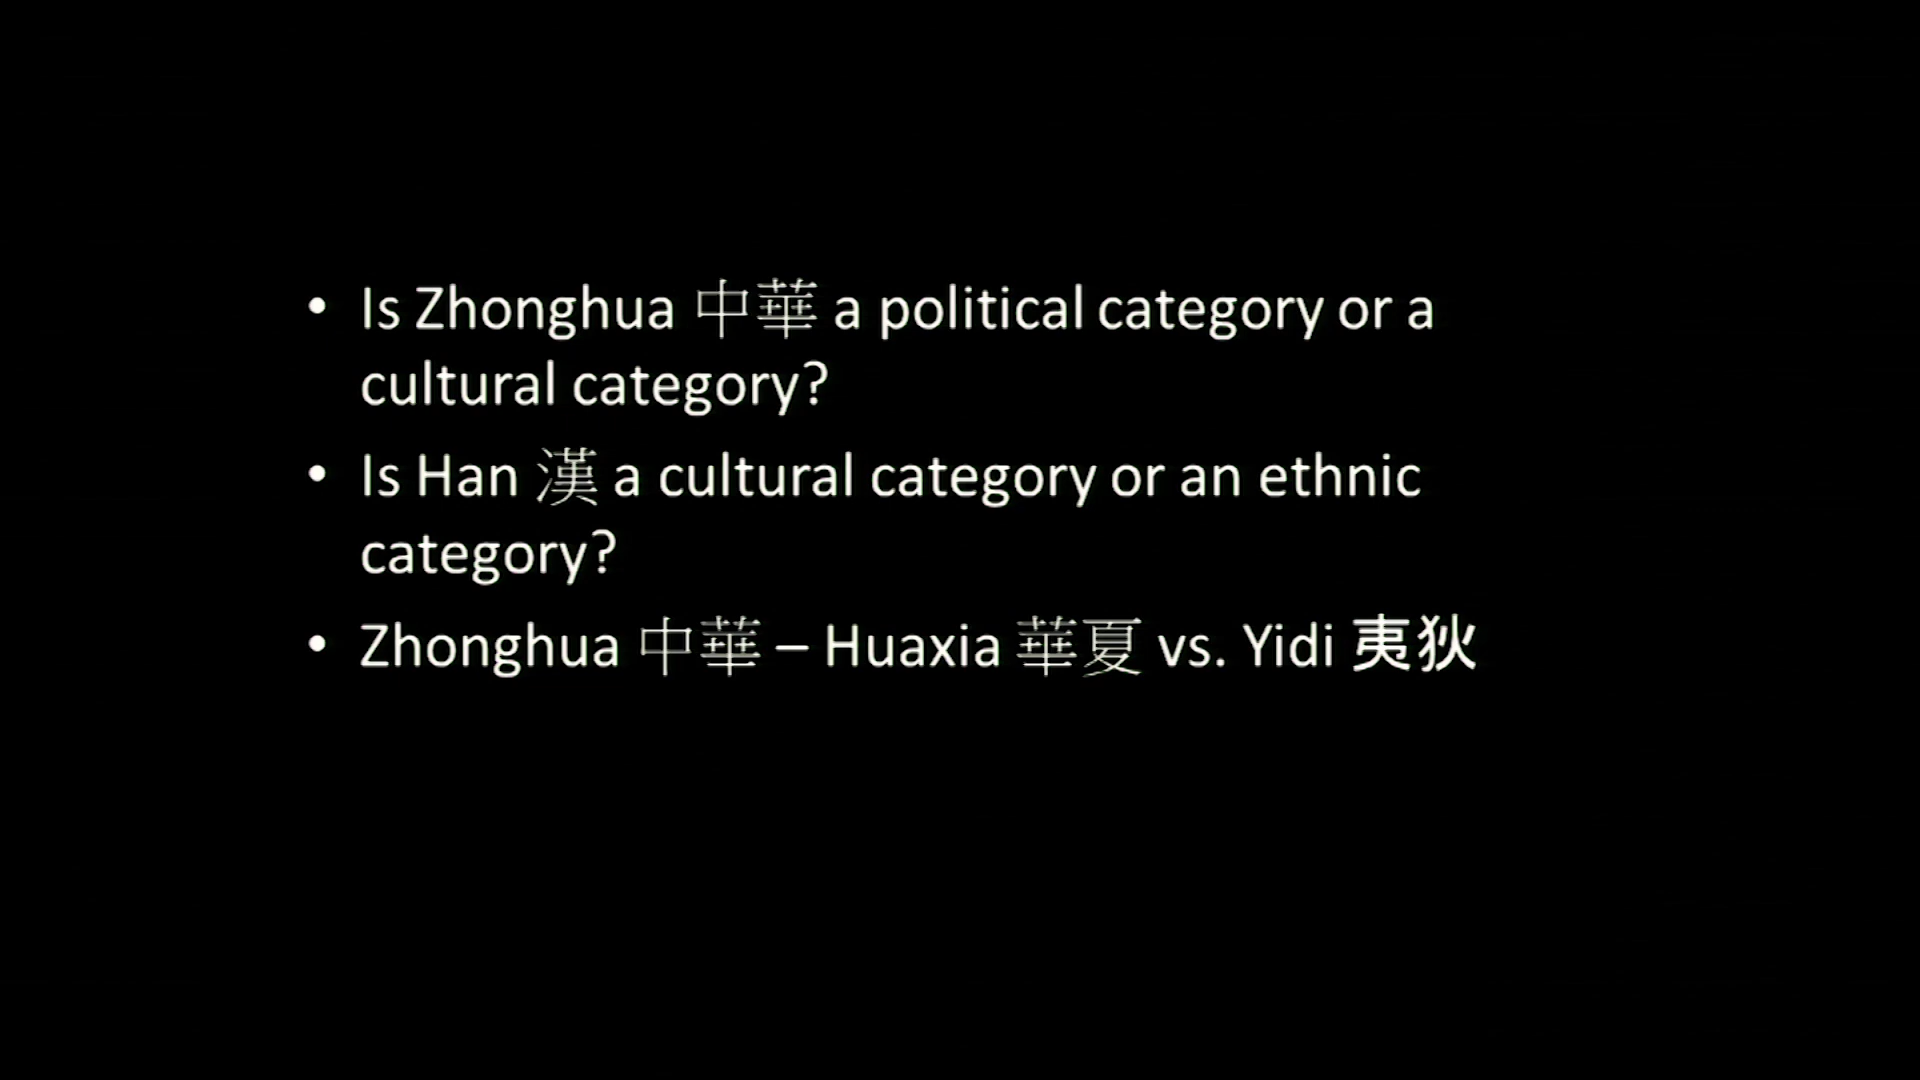 • Is Zhonghua 中華 a political category or a
cultural category?
• Is Han 漢 a cultural category or an ethnic
category?
• Zhonghua 中華 – Huaxia 華夏 vs. Yidi 夷狄